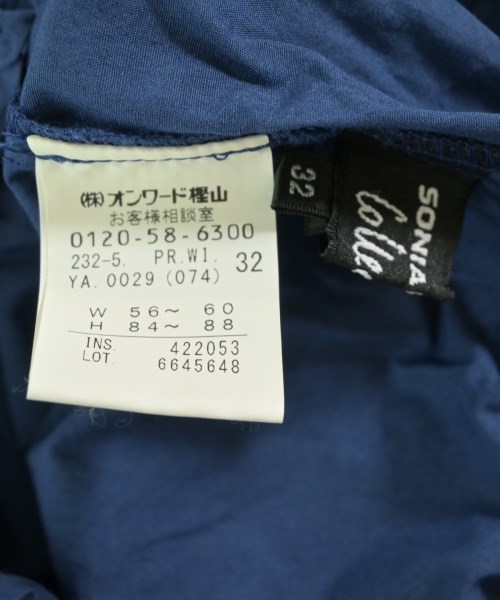 (株)オンワード樫山
お客様相談室
0120-58-6300
232-5. PR.WI. 32
YA.0029(074)
W 56〜 60
H 84〜 88
INS. 422053
LOT. 6645648
32
SONIA